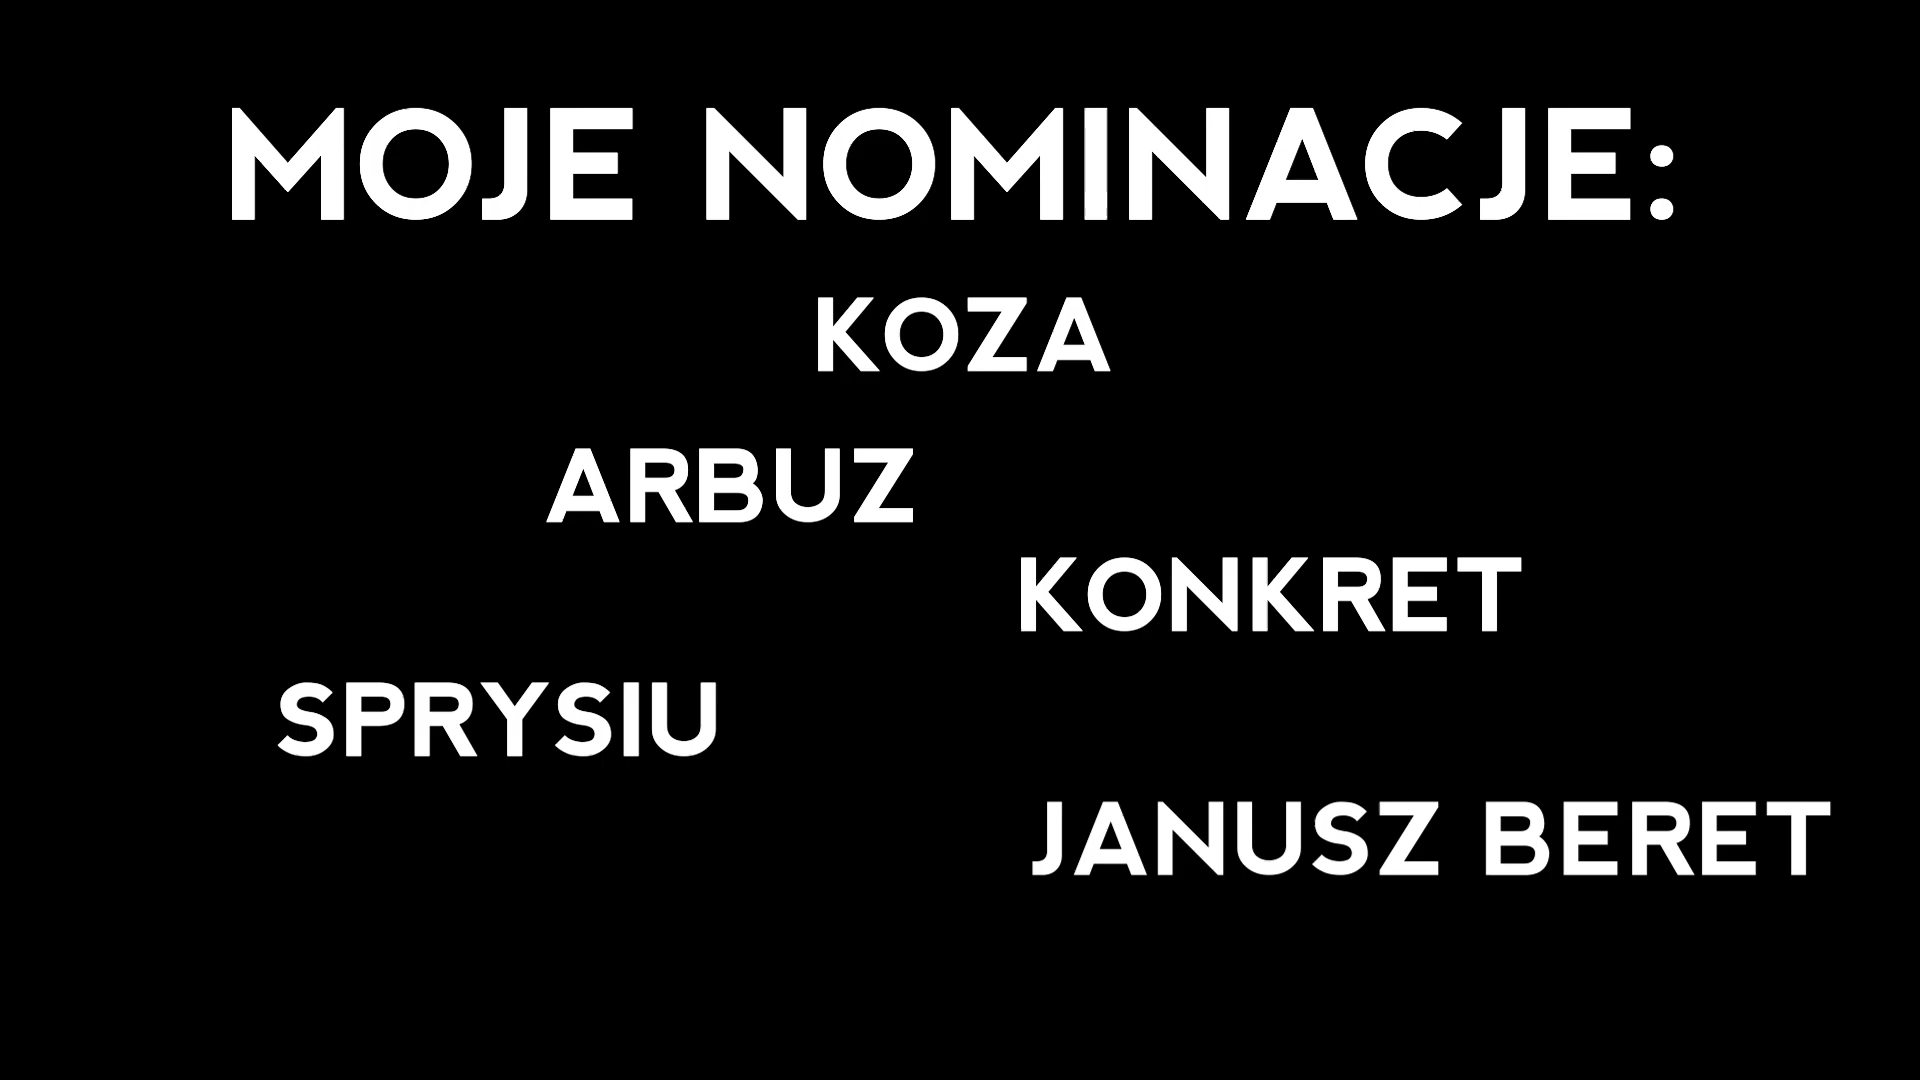 MOJE NOMINACJE:
KOZA
ARBUZ
KONKRET
SPRYSIU
JANUSZ BERET